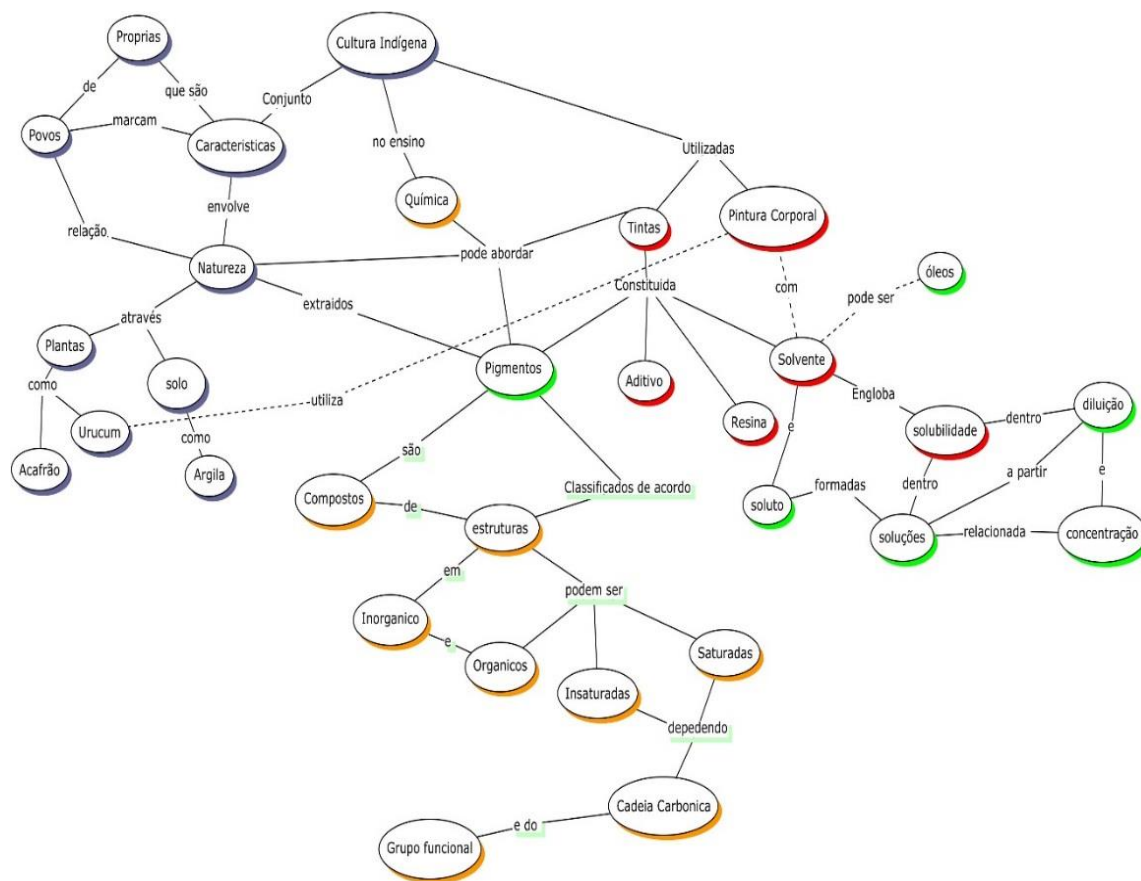 Proprias
Cultura Indígena
de
que são
Conjunto
Povos
marcam
Caracteristicas
no ensino
Utilizadas
Química
envolve
Tintas
Pintura Corporal
relação
Natureza
pode abordar
óleos
extraidos
Constituida
com
pode ser
através
Plantas
Pigmentos
Solvente
solo
Aditivo
como
utiliza
Engloba
diluição
Urucum
Resina
e
solubilidade
dentro
como
Acafrão
Argila
são
a partir
e
Classificados de acordo
formadas
dentro
Compostos
de
soluto
estruturas
soluções
relacionada
concentração
em
podem ser
Inorganico
e
Organicos
Saturadas
Insaturadas
depedendo
Cadeia Carbonica
e do
Grupo funcional